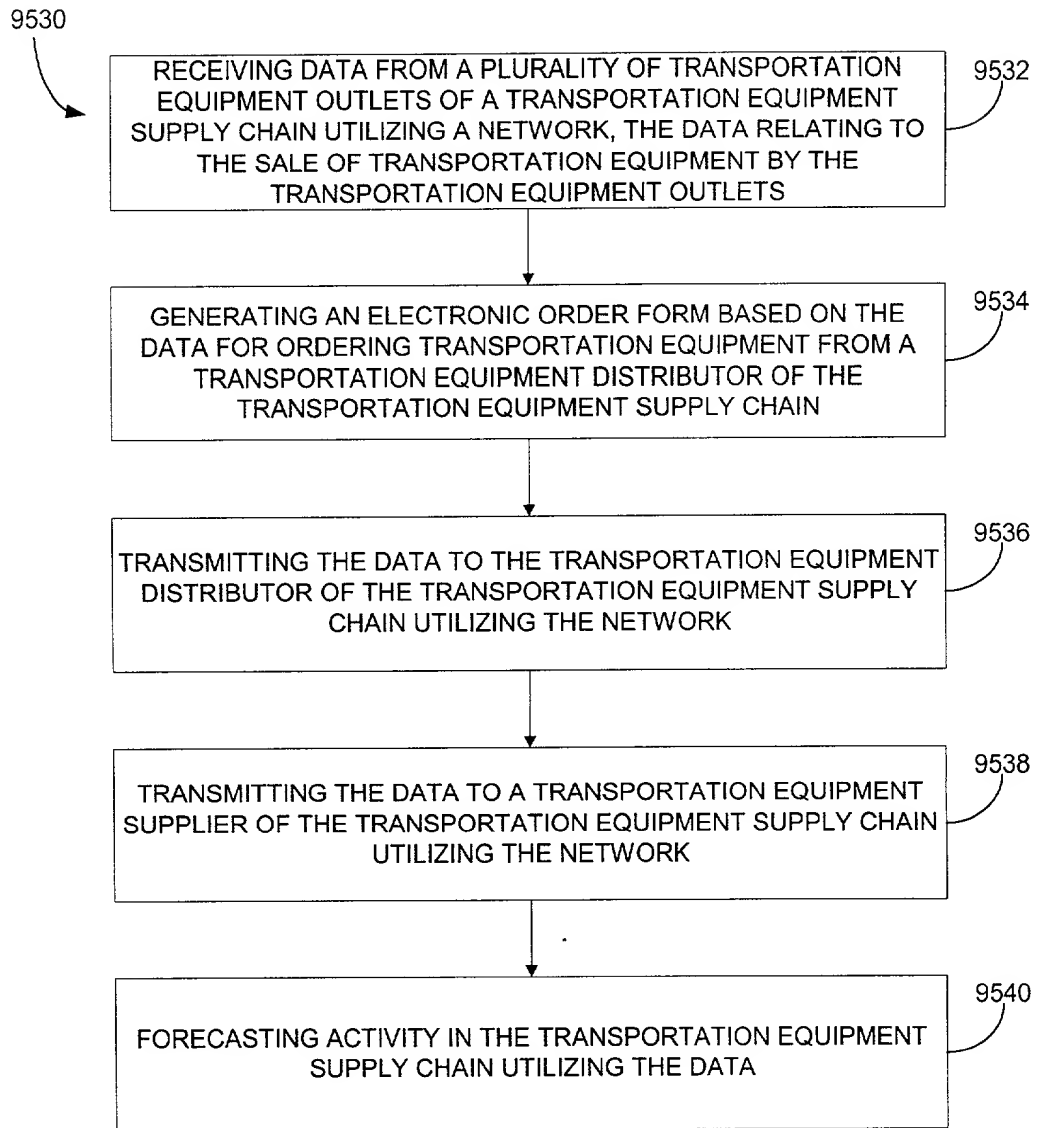 9530
RECEIVING DATA FROM A PLURALITY OF TRANSPORTATION
EQUIPMENT OUTLETS OF A TRANSPORTATION EQUIPMENT
SUPPLY CHAIN UTILIZING A NETWORK, THE DATA RELATING TO
THE SALE OF TRANSPORTATION EQUIPMENT BY THE
TRANSPORTATION EQUIPMENT OUTLETS
9532
GENERATING AN ELECTRONIC ORDER FORM BASED ON THE
DATA FOR ORDERING TRANSPORTATION EQUIPMENT FROM A
TRANSPORTATION EQUIPMENT DISTRIBUTOR OF THE
TRANSPORTATION EQUIPMENT SUPPLY CHAIN
9534
TRANSMITTING THE DATA TO THE TRANSPORTATION EQUIPMENT
DISTRIBUTOR OF THE TRANSPORTATION EQUIPMENT SUPPLY
CHAIN UTILIZING THE NETWORK
9536
TRANSMITTING THE DATA TO A TRANSPORTATION EQUIPMENT
SUPPLIER OF THE TRANSPORTATION EQUIPMENT SUPPLY CHAIN
UTILIZING THE NETWORK
9538
FORECASTING ACTIVITY IN THE TRANSPORTATION EQUIPMENT
SUPPLY CHAIN UTILIZING THE DATA
9540